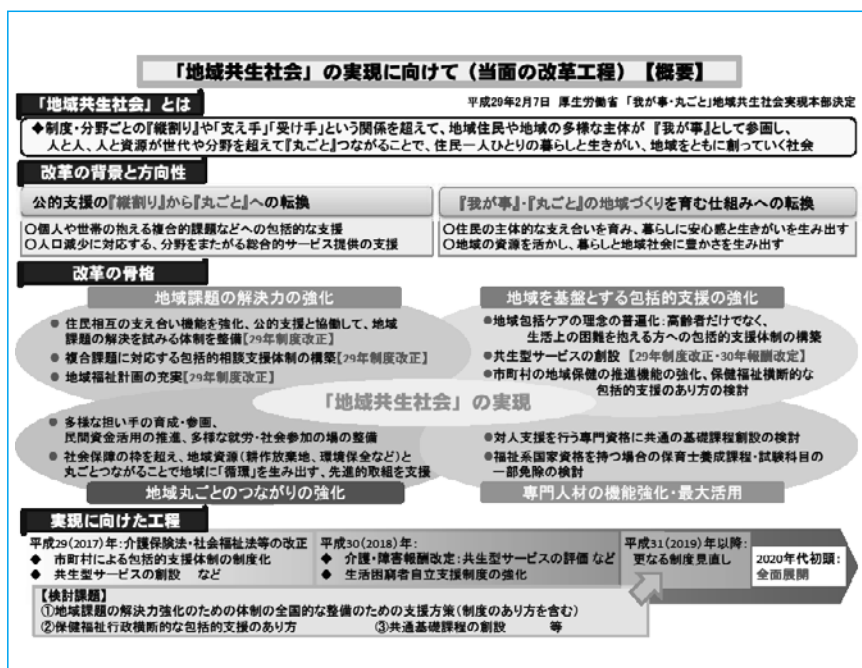 「地域共生社会」の実現に向けて(当面の改革工程)【概要】
「地域共生社会」とは
平成29年2月7日 厚生労働省 「我が事・丸ごと」地域共生社会実現本部決定
◆制度・分野ごとの『縦割り』や「支え手」「受け手」という関係を超えて、地域住民や地域の多様な主体が 『我が事』として参画し、
人と人、人と資源が世代や分野を超えて『丸ごと』つながることで、住民一人ひとりの暮らしと生きがい、地域をともに創っていく社会
改革の背景と方向性
公的支援の『縦割り』から『丸ごと』への転換
○個人や世帯の抱える複合的課題などへの包括的な支援
○人口減少に対応する、分野をまたがる総合的サービス提供の支援
『我が事』・『丸ごと』の地域づくりを育む仕組みへの転換
○住民の主体的な支え合いを育み、暮らしに安心感と生きがいを生み出す
○地域の資源を活かし、暮らしと地域社会に豊かさを生み出す
改革の骨格
地域課題の解決力の強化
● 住民相互の支え合い機能を強化、公的支援と協働して、地域
課題の解決を試みる体制を整備【29年制度改正】
● 複合課題に対応する包括的相談支援体制の構築【29年制度改正】
● 地域福祉計画の充実【29年制度改正】
地域を基盤とする包括的支援の強化
●地域包括ケアの理念の普遍化:高齢者だけでなく、
生活上の困難を抱える方への包括的支援体制の構築
●共生型サービスの創設 【29年制度改正・30年報酬改定】
●市町村の地域保健の推進機能の強化、保健福祉横断的な
包括的支援のあり方の検討
「地域共生社会」の実現
● 多様な担い手の育成・参画、
民間資金活用の推進、多様な就労・社会参加の場の整備
● 社会保障の枠を超え、地域資源(耕作放棄地、環境保全など)と
丸ごとつながることで地域に「循環」を生み出す、先進的取組を支援
地域丸ごとのつながりの強化
●対人支援を行う専門資格に共通の基礎課程創設の検討
●福祉系国家資格を持つ場合の保育士養成課程・試験科目の
一部免除の検討
専門人材の機能強化・最大活用
実現に向けた工程
平成29(2017)年:介護保険法・社会福祉法等の改正
◆ 市町村による包括的支援体制の制度化
◆ 共生型サービスの創設 など
平成30(2018)年:
◆ 介護・障害報酬改定:共生型サービスの評価 など
◆ 生活困窮者自立支援制度の強化
平成31(2019)年以降:
更なる制度見直し
2020年代初頭:
全面展開
【検討課題】
①地域課題の解決力強化のための体制の全国的な整備のための支援方策(制度のあり方を含む)
②保健福祉行政横断的な包括的支援のあり方 ③共通基礎課程の創設 等